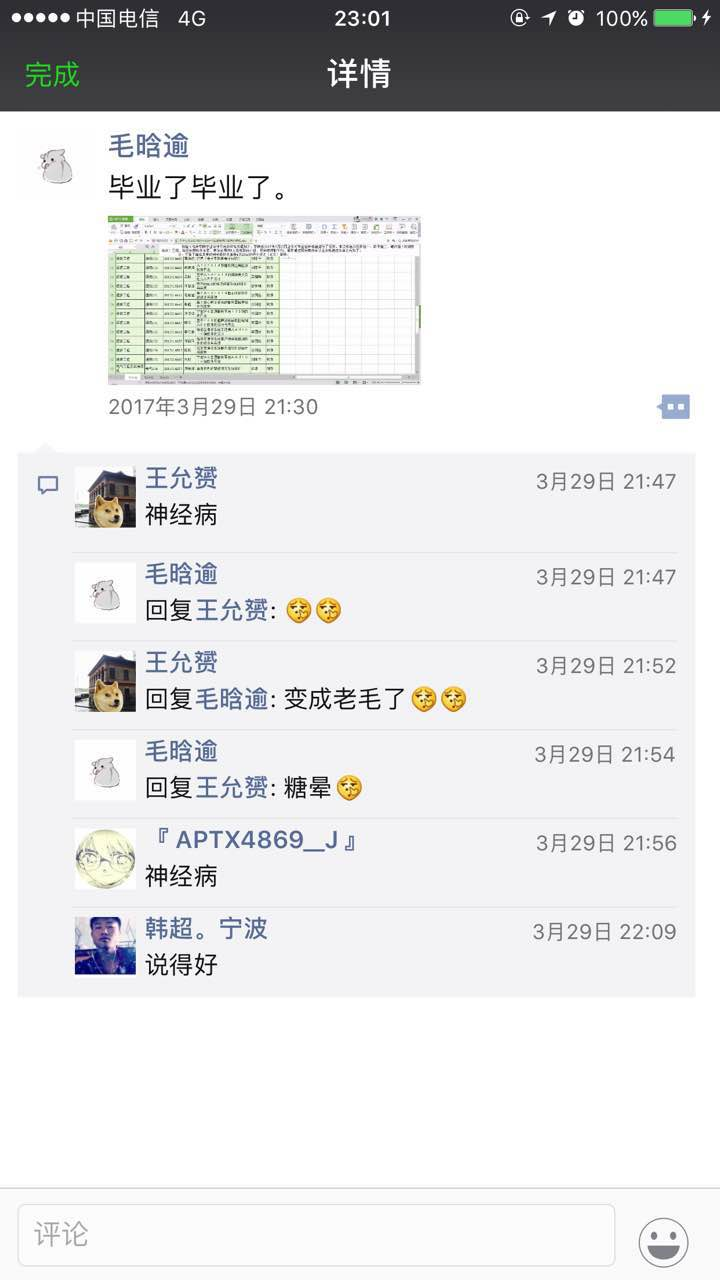 中国电信 4G 23:01 100%
完成 详情
毛晗逾
毕业了毕业了。
2017年3月29日 21:30
王允赟 3月29日 21:47
神经病
毛晗逾 3月29日 21:47
回复王允赟: 🤫🤫
王允赟 3月29日 21:52
回复毛晗逾: 变成老毛了🤫🤫
毛晗逾 3月29日 21:54
回复王允赟: 糖晕🤫
『 APTX4869__J 』 3月29日 21:56
神经病
韩超。宁波 3月29日 22:09
说得好
评论